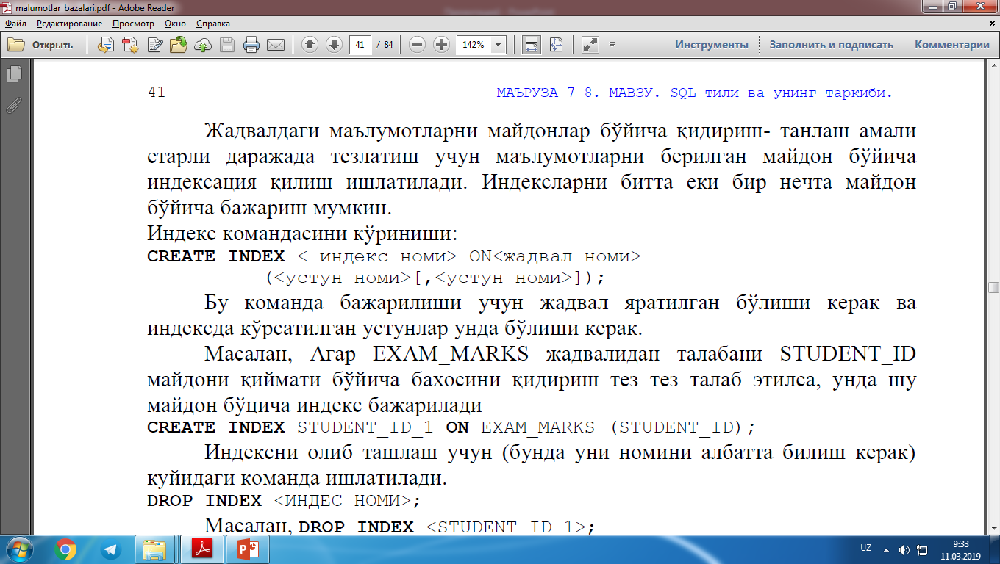 malumotlar_bazalari.pdf - Adobe Reader
Файл Редактирование Просмотр Окно Справка
Открыть 41 / 84 142% Инструменты Заполнить и подписать Комментарии
41 МАЪРУЗА 7-8. МАВЗУ. SQL тили ва унинг таркиби.
Жадвалдаги маълумотларни майдонлар бўйича қидириш- танлаш амали
етарли даражада тезлатиш учун маълумотларни берилган майдон бўйича
индексация қилиш ишлатилади. Индексларни битта еки бир нечта майдон
бўйича бажариш мумкин.
Индекс командасини кўриниши:
CREATE INDEX < индекс номи> ON<жадвал номи>
(<устун номи>[,<устун номи>]);
Бу команда бажарилиши учун жадвал яратилган бўлиши керак ва
индексда кўрсатилган устунлар унда бўлиши керак.
Масалан, Агар EXAM_MARKS жадвалидан талабани STUDENT_ID
майдони қиймати бўйича бахосини қидириш тез тез талаб этилса, унда шу
майдон бўцича индекс бажарилади
CREATE INDEX STUDENT_ID_1 ON EXAM_MARKS (STUDENT_ID);
Индексни олиб ташлаш учун (бунда уни номини албатта билиш керак)
куйидаги команда ишлатилади.
DROP INDEX <ИНДЕС НОМИ>;
Масалан, DROP INDEX <STUDENT_ID_1>;
UZ 9:33
11.03.2019